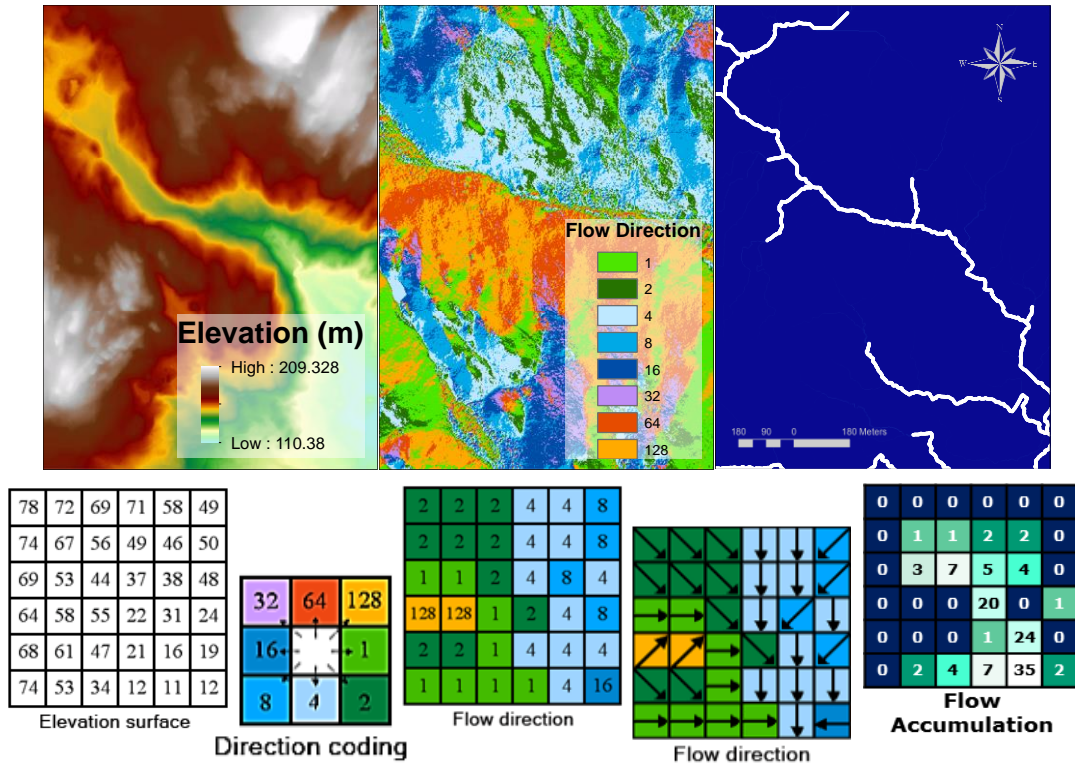 N
W E
S
Elevation (m)
High : 209.328
Low : 110.38
Flow Direction
1
2
4
8
16
32
64
128
180 90 0 180 Meters
78 72 69 71 58 49
74 67 56 49 46 50
69 53 44 37 38 48
64 58 55 22 31 24
68 61 47 21 16 19
74 53 34 12 11 12
Elevation surface
32 64 128
16 1
8 4 2
Direction coding
2 2 2 4 4 8
2 2 2 4 4 8
1 1 2 4 8 4
128 128 1 2 4 8
2 2 1 4 4 4
1 1 1 1 4 16
Flow direction
Flow direction
0 0 0 0 0 0
0 1 1 2 2 0
0 3 7 5 4 0
0 0 0 20 0 1
0 0 0 1 24 0
0 2 4 7 35 2
Flow
Accumulation